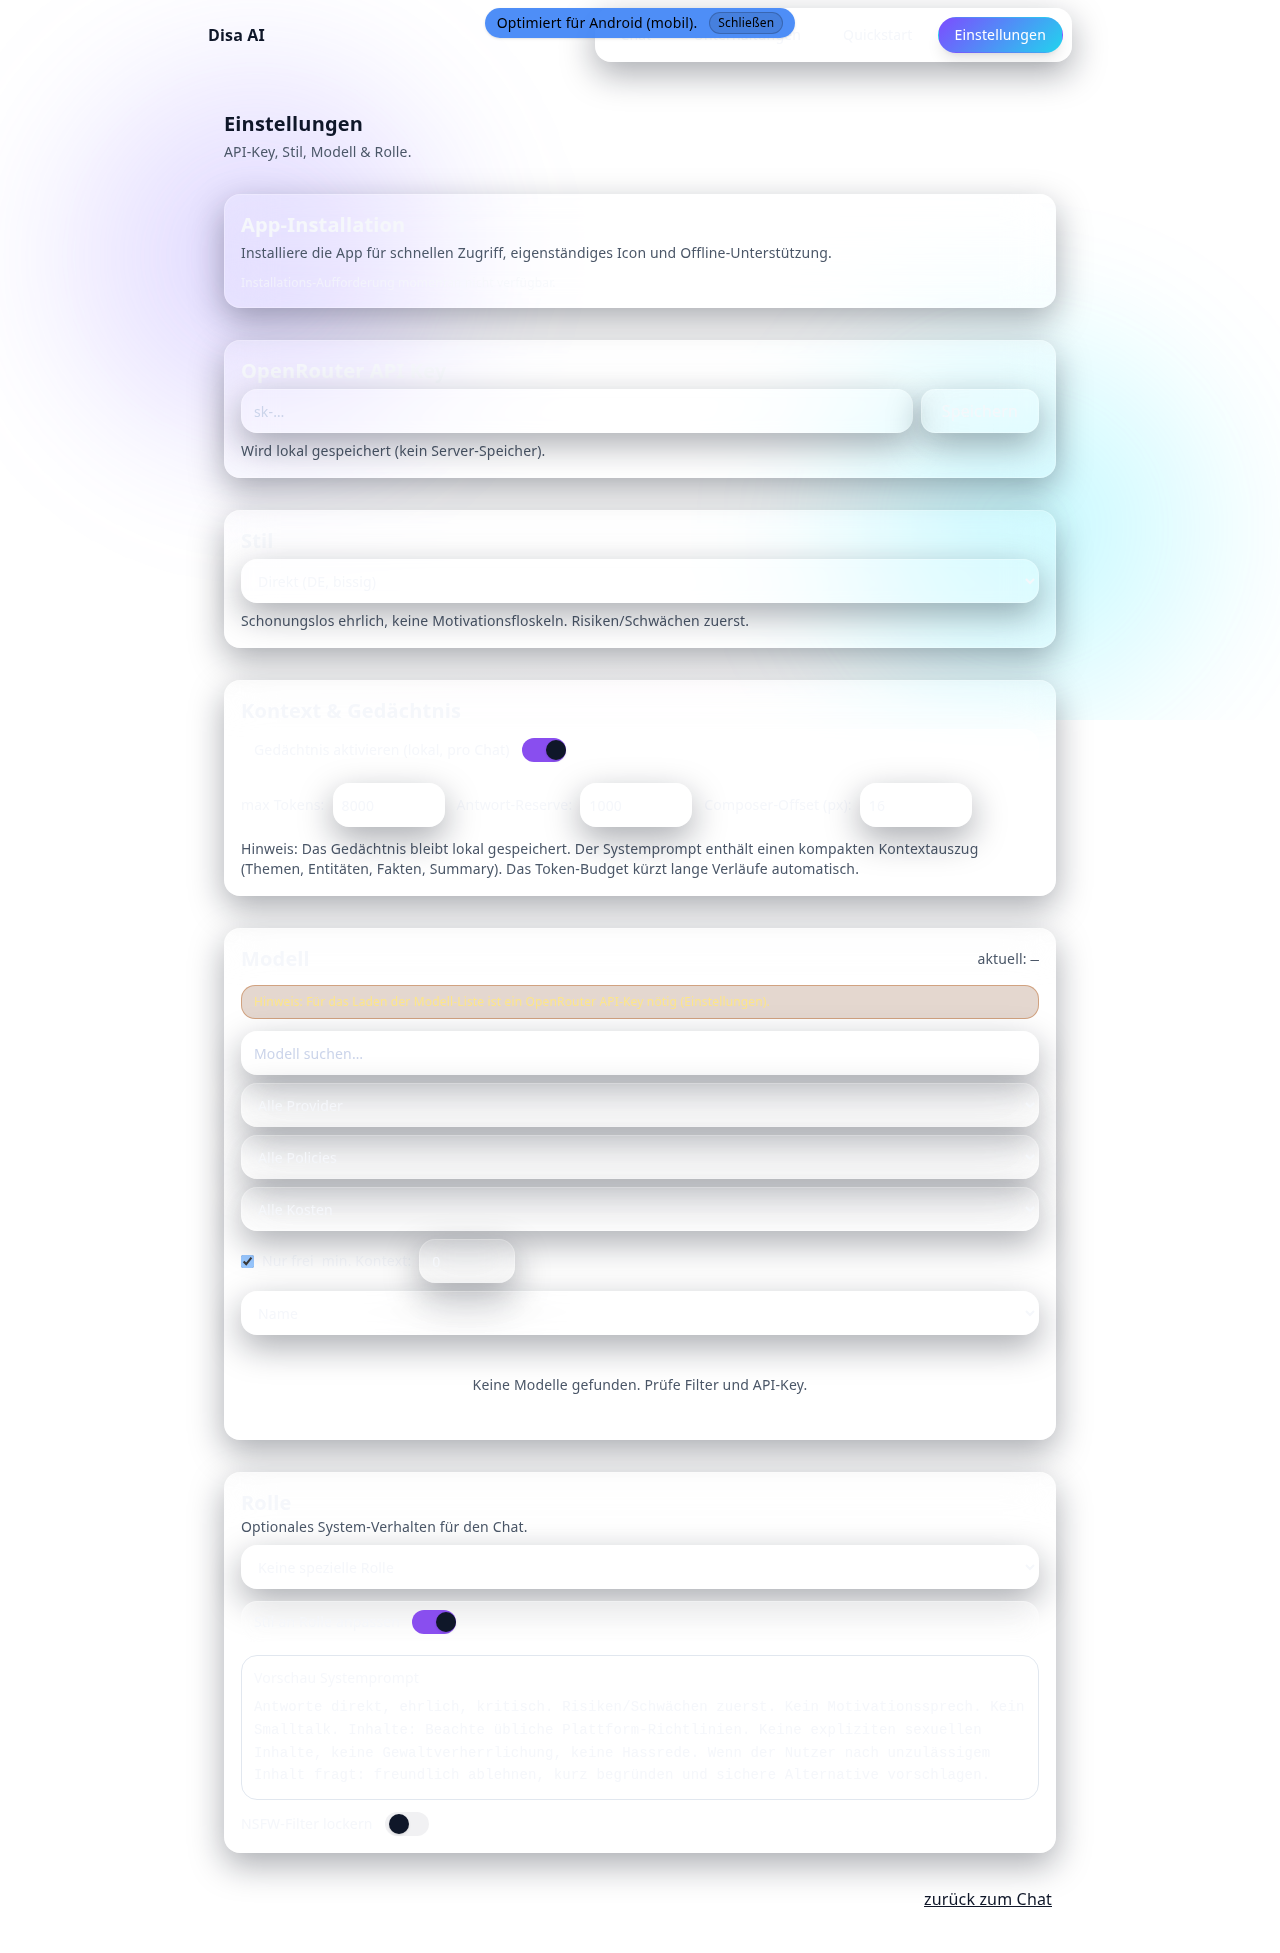 Disa AI
Optimiert für Android (mobil). Schließen
Quickstart
Einstellungen
Einstellungen
API-Key, Stil, Modell & Rolle.
App-Installation
Installiere die App für schnellen Zugriff, eigenständiges Icon und Offline-Unterstützung.
Installations-Aufforderung
OpenRouter
sk-...
Wird lokal gespeichert (kein Server-Speicher).
Stil
Direkt (DE, bissig)
Schonungslos ehrlich, keine Motivationsfloskeln. Risiken/Schwächen zuerst.
Kontext & Gedächtnis
Gedächtnis aktivieren (lokal, pro Chat)
max Tokens: 8000 Antwort-Reserve: 1000 Composer-Offset (px): 16
Hinweis: Das Gedächtnis bleibt lokal gespeichert. Der Systemprompt enthält einen kompakten Kontextauszug
(Themen, Entitäten, Fakten, Summary). Das Token-Budget kürzt lange Verläufe automatisch.
Modell
aktuell: —
Hinweis: Für das Laden der Modell-Liste ist ein OpenRouter API-Key nötig (Einstellungen).
Modell suchen…
Alle Provider
Alle Policies
Alle Kosten
Nur frei min. Kontext 0
Name
Keine Modelle gefunden. Prüfe Filter und API-Key.
Rolle
Optionales System-Verhalten für den Chat.
Keine spezielle Rolle
Vorschau Systemprompt
Antworte direkt, ehrlich, kritisch. Risiken/Schwächen zuerst. Kein Motivationssprech, kein
Smalltalk. Inhalte: Beachte übliche Plattform-Richtlinien. Keine expliziten sexuellen
Inhalte, keine Gewaltverherrlichung, keine Hassrede. Wenn der Nutzer nach unzulässigem
Inhalt fragt: freundlich ablehnen, kurz begründen und sichere Alternative vorschlagen.
NSFW-Filter lockern
zurück zum Chat